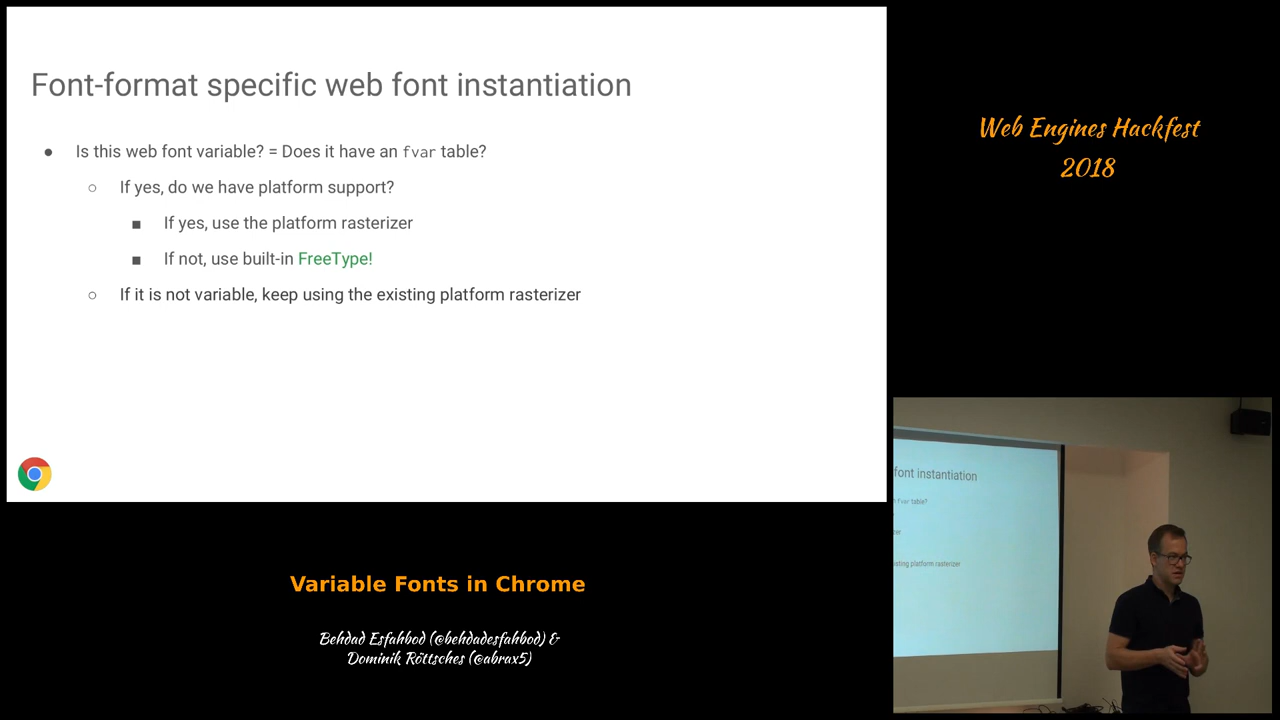 Font-format specific web font instantiation
● Is this web font variable? = Does it have an fvar table?
○ If yes, do we have platform support?
■ If yes, use the platform rasterizer
■ If not, use built-in FreeType!
○ If it is not variable, keep using the existing platform rasterizer
Web Engines Hackfest
2018
font instantiation
fvar table?
isting platform rasterizer
Variable Fonts in Chrome
Behdad Esfahbod (@behdadesfahbod) &
Dominik Röttsches (@abrax5)